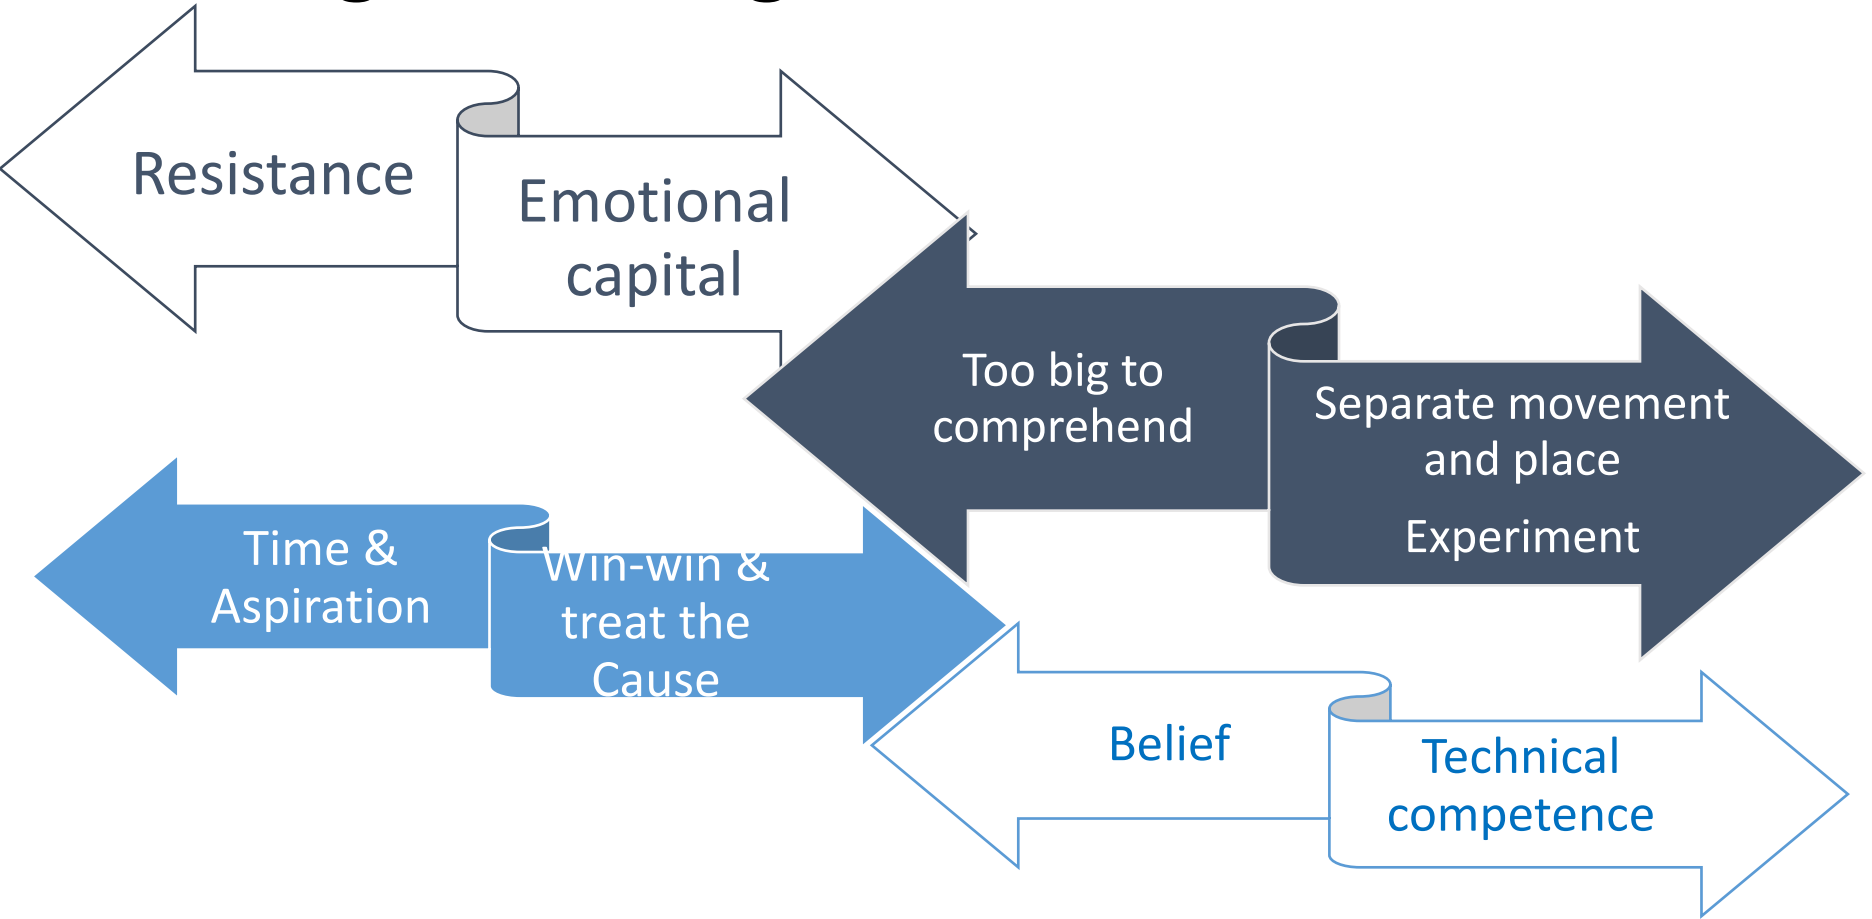 Resistance
Emotional
capital
Too big to
comprehend
Separate movement
and place
Experiment
Time &
Aspiration
Win-win &
treat the
Cause
Belief
Technical
competence